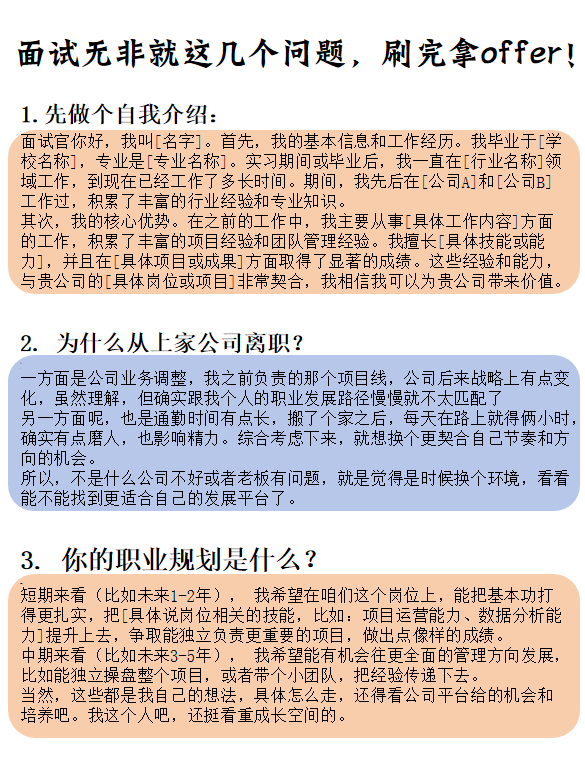 面试无非就这几个问题，刷完拿offer！
1.先做个自我介绍：
面试官你好，我叫[名字]。首先，我的基本信息和工作经历。我毕业于[学
校名称]，专业是[专业名称]。实习期间或毕业后，我一直在[行业名称]领
域工作，到现在已经工作了多长时间。期间，我先后在[公司A]和[公司B]
工作过，积累了丰富的行业经验和专业知识。
其次，我的核心优势。在之前的工作中，我主要从事[具体工作内容]方面
的工作，积累了丰富的项目经验和团队管理经验。我擅长[具体技能或能
力]，并且在[具体项目或成果]方面取得了显著的成绩。这些经验和能力，
与贵公司的[具体岗位或项目]非常契合，我相信我可以为贵公司带来价值。
2. 为什么从上家公司离职？
一方面是公司业务调整，我之前负责的那个项目线，公司后来战略上有点变
化，虽然理解，但确实跟我个人的职业发展路径慢慢就不太匹配了
另一方面呢，也是通勤时间有点长，搬了个家之后，每天在路上就得俩小时，
确实有点磨人，也影响精力。综合考虑下来，就想换个更契合自己节奏和方
向的机会。
所以，不是什么公司不好或者老板有问题，就是觉得是时候换个环境，看看
能不能找到更适合自己的发展平台了。
3. 你的职业规划是什么？
短期来看（比如未来1-2年）， 我希望在咱们这个岗位上，能把基本功打
得更扎实，把[具体说岗位相关的技能，比如：项目运营能力、数据分析能
力]提升上去，争取能独立负责更重要的项目，做出点像样的成绩。
中期来看（比如未来3-5年）， 我希望能有机会往更全面的管理方向发展，
比如能独立操盘整个项目，或者带个小团队，把经验传递下去。
当然，这些都是我自己的想法，具体怎么走，还得看公司平台给的机会和
培养吧。我这个人吧，还挺看重成长空间的。